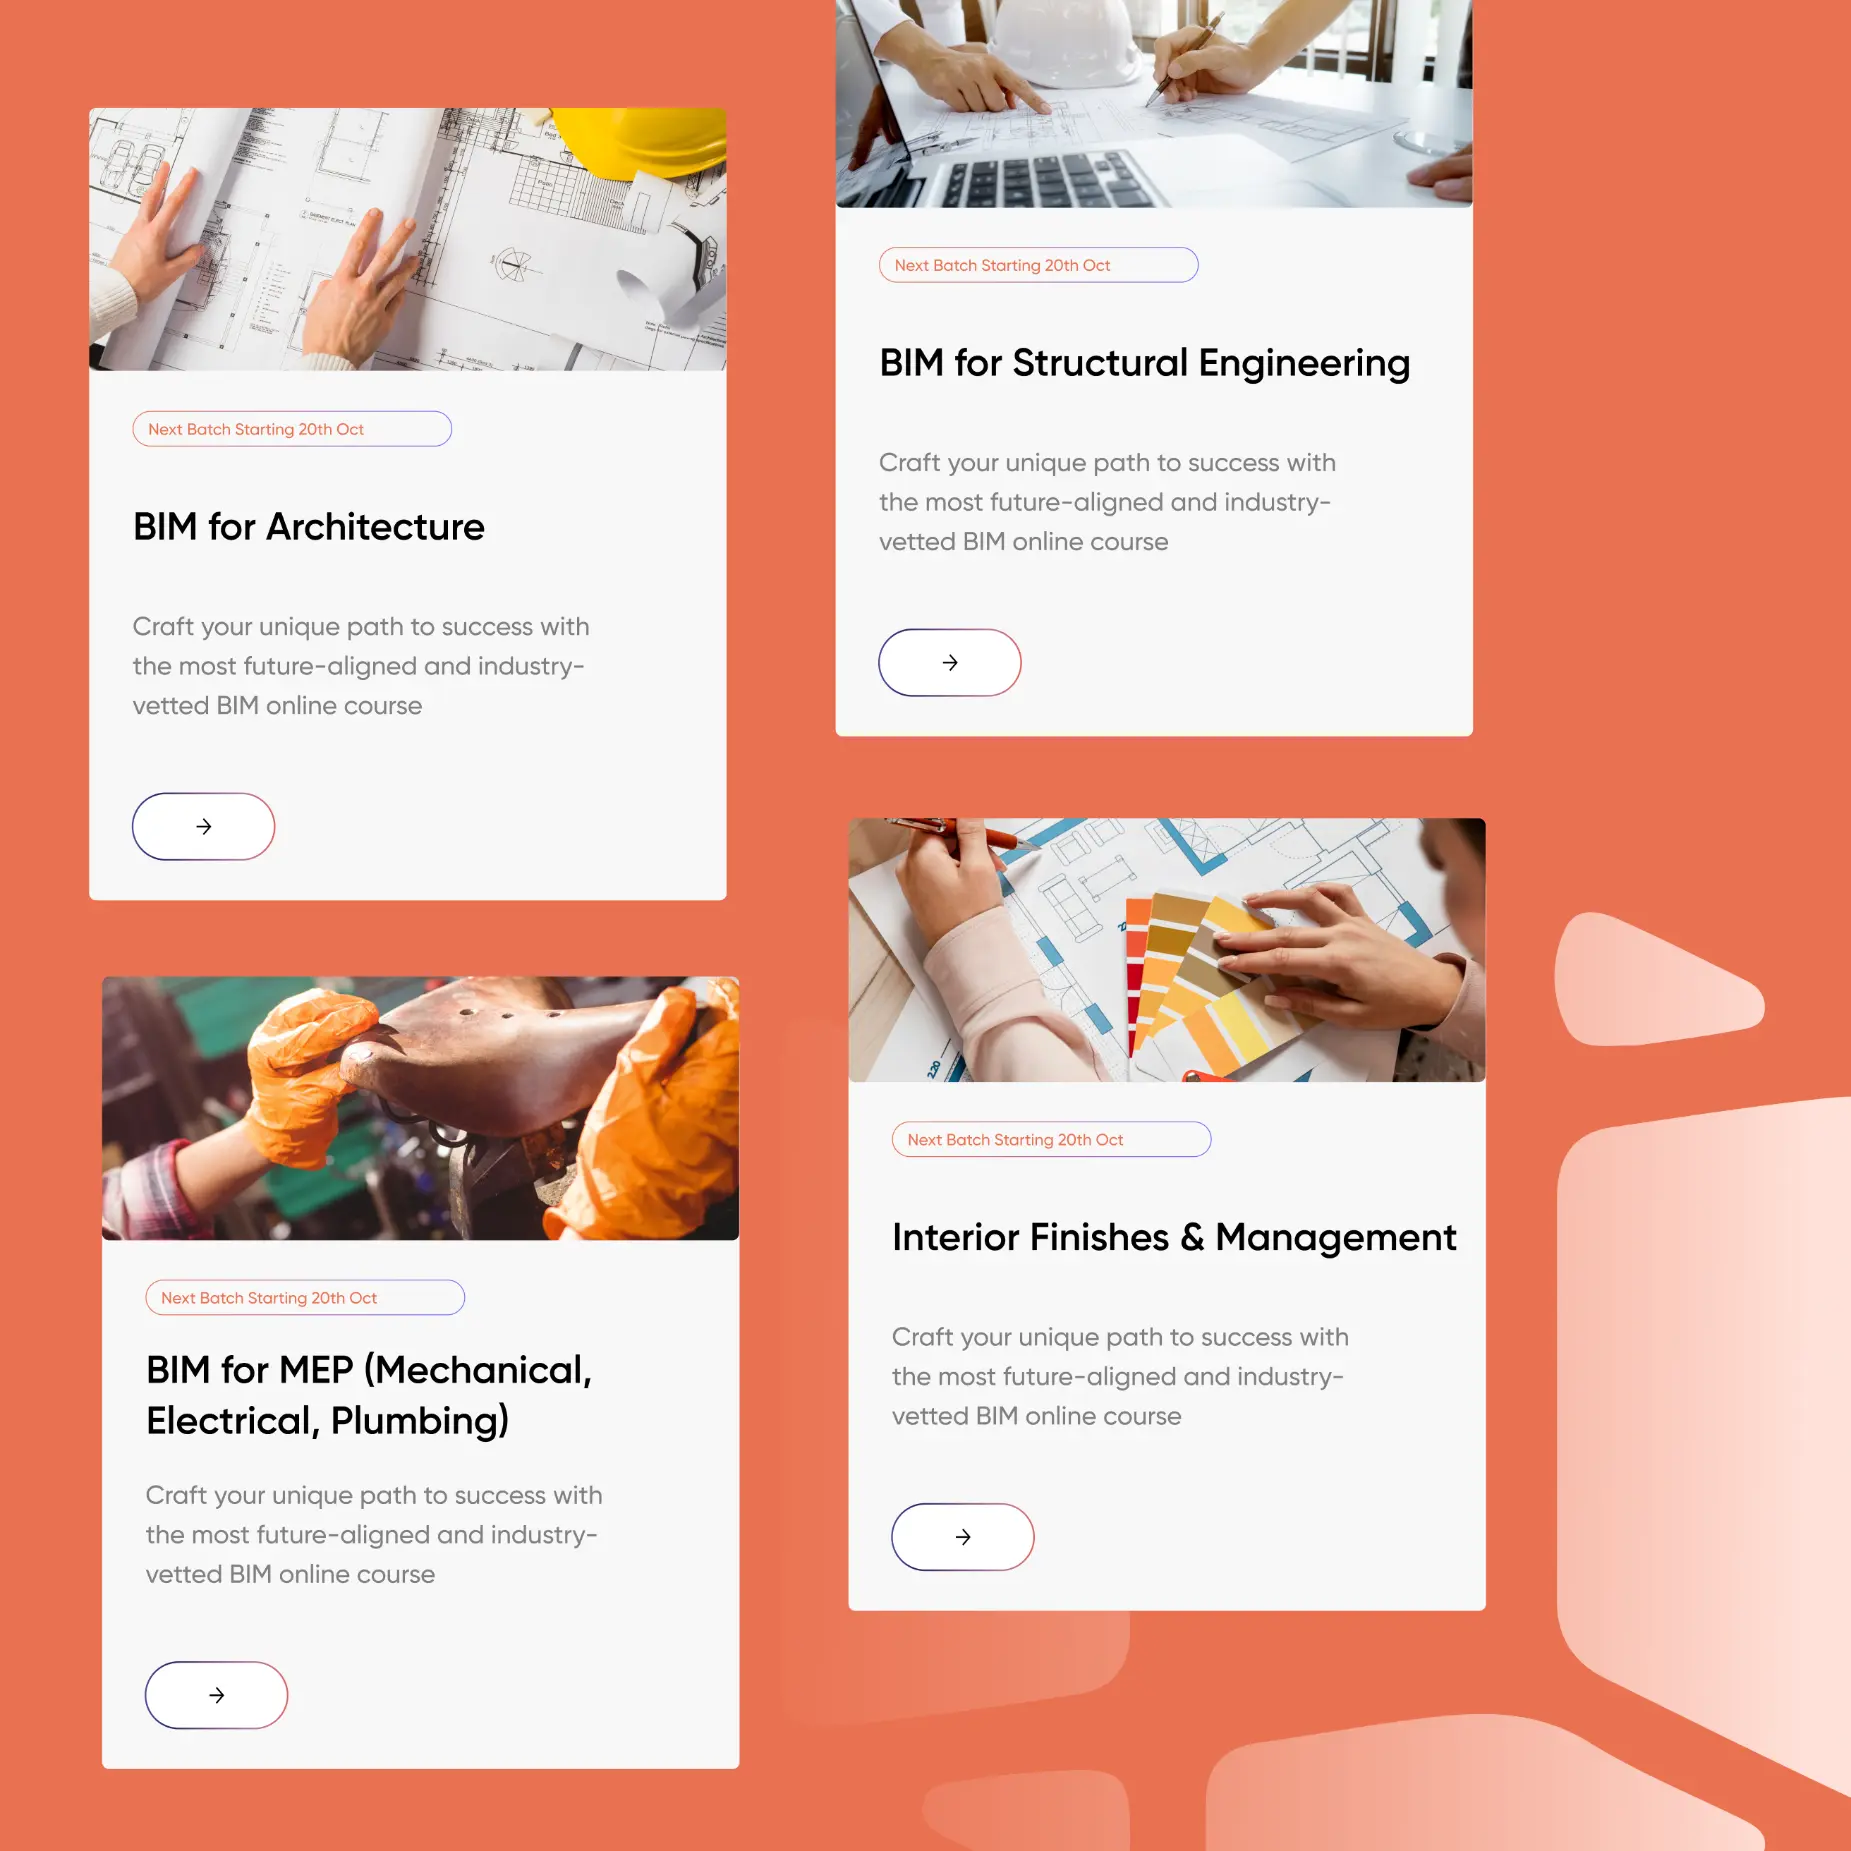 Next Batch Starting 20th Oct
BIM for Architecture
Craft your unique path to success with
the most future-aligned and industry-
vetted BIM online course
Next Batch Starting 20th Oct
BIM for Structural Engineering
Craft your unique path to success with
the most future-aligned and industry-
vetted BIM online course
Next Batch Starting 20th Oct
BIM for MEP (Mechanical,
Electrical, Plumbing)
Craft your unique path to success with
the most future-aligned and industry-
vetted BIM online course
Next Batch Starting 20th Oct
Interior Finishes & Management
Craft your unique path to success with
the most future-aligned and industry-
vetted BIM online course
220